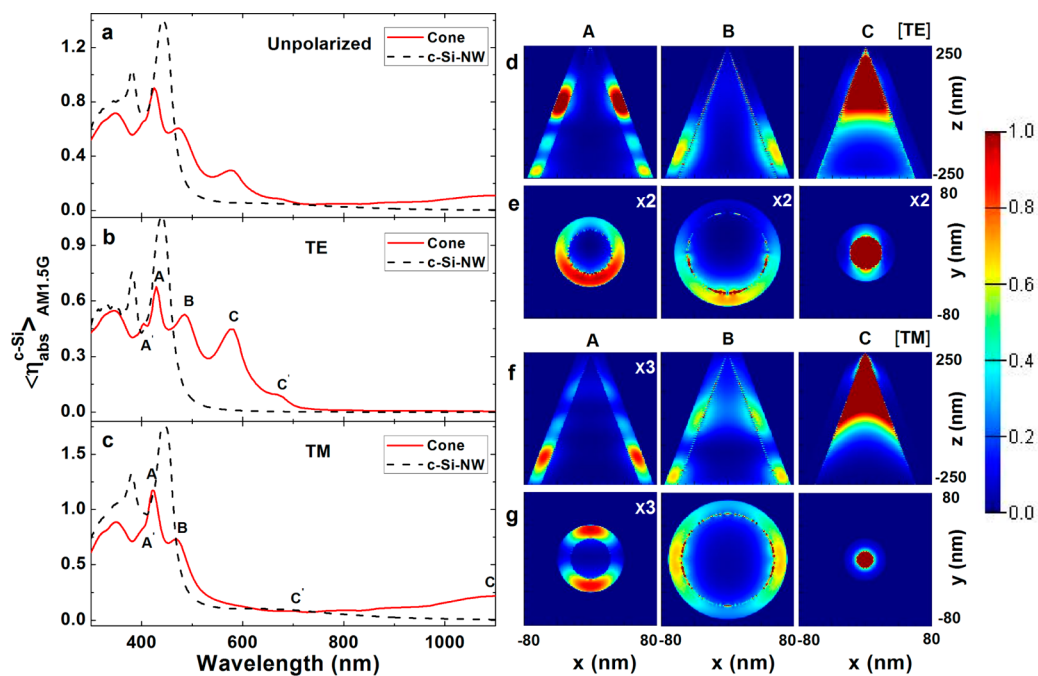 a
Unpolarized
Cone
c-Si-NW
1.2
0.8
0.4
0.0
b
TE
Cone
c-Si-NW
0.9
0.6
0.3
0.0
A
A'
B
C
C'
c
TM
Cone
c-Si-NW
1.5
1.0
0.5
0.0
A
A'
B
C'
C
<η abs c-Si> AM1.5G
400 600 800 1000
Wavelength (nm)
A B C [TE]
d
250
z (nm)
-250
e
x2 x2 x2
80
y (nm)
-80
A B C [TM]
f
x3
250
z (nm)
-250
g
x3
80
y (nm)
-80
-80 80 -80 80 -80 80
x (nm) x (nm) x (nm)
1.0
0.8
0.6
0.4
0.2
0.0